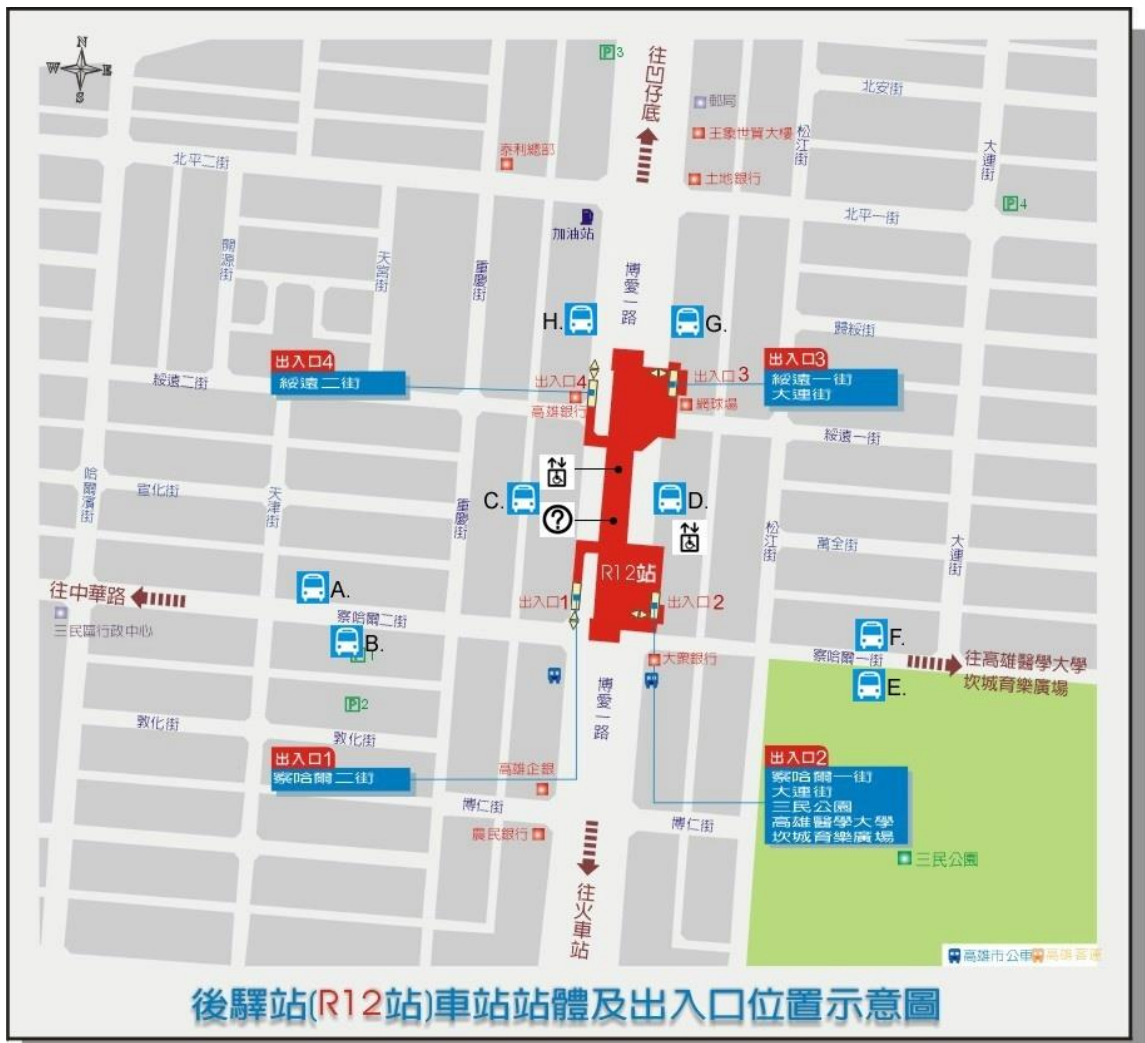 N
W
E
S
P3
往凹仔底
郵局
王象世貿大樓
土地銀行
北安街
松江街
大連街
P4
北平一街
泰利總部
北平二街
加油站
開源街
天宮街
重慶街
博愛一路
H.
G.
歸綏街
出入口4
綏遠二街
綏遠二街
出入口4
高雄銀行
出入口3
網球場
出入口3
綏遠一街
大連街
綏遠一街
哈爾濱街
宣化街
天津街
重慶街
C.
?
D.
松江街
萬全街
大連街
R12站
往中華路
A.
三民區行政中心
察哈爾二街
B.
P1
出入口1
出入口2
大眾銀行
F.
察哈爾一街
往高雄醫學大學
坎城育樂廣場
E.
P2
敦化街
敦化街
博愛一路
出入口1
察哈爾二街
高雄企銀
博仁街
農民銀行
博仁街
出入口2
察哈爾一街
大連街
三民公園
高雄醫學大學
坎城育樂廣場
三民公園
往火車站
高雄市公車
高雄客運
後驛站(R12站)車站站體及出入口位置示意圖